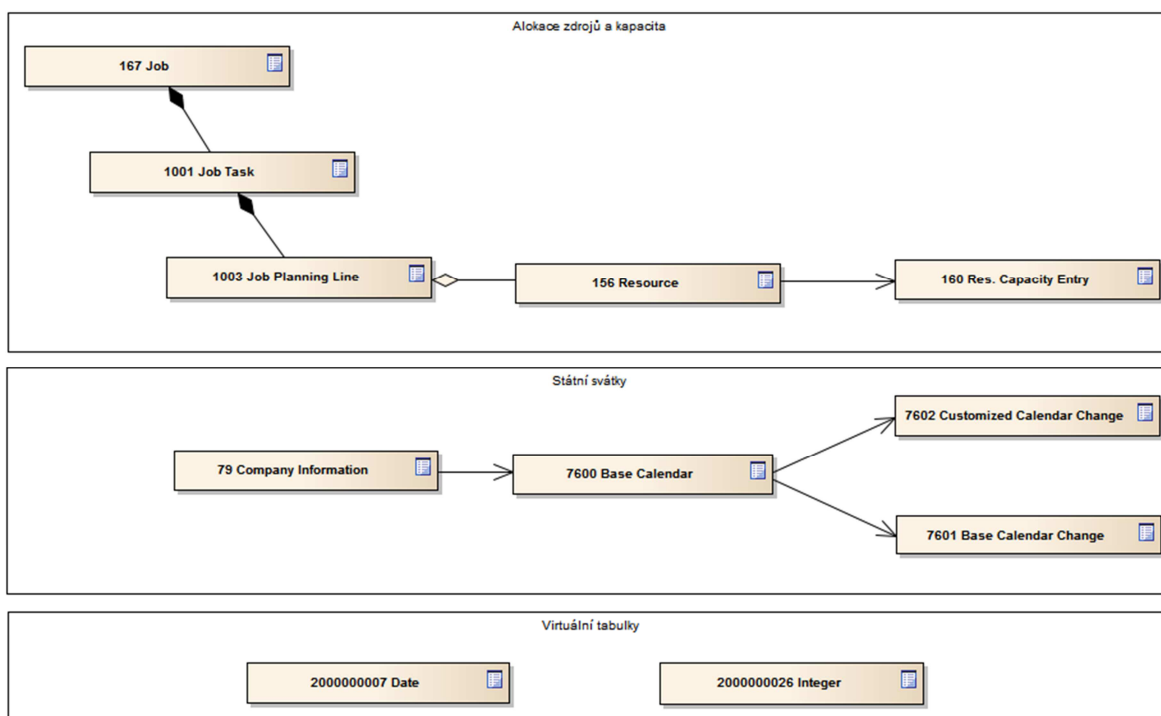 Alokace zdrojů a kapacita
167 Job
1001 Job Task
1003 Job Planning Line
156 Resource
160 Res. Capacity Entry
Státní svátky
7602 Customized Calendar Change
79 Company Information
7600 Base Calendar
7601 Base Calendar Change
Virtuální tabulky
2000000007 Date
2000000026 Integer